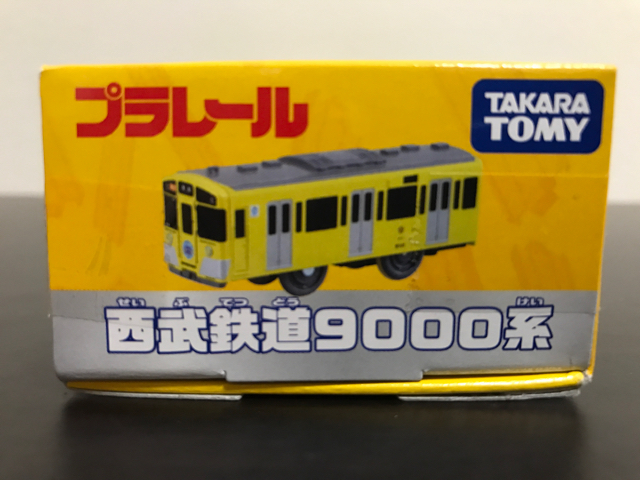 プラレール
TAKARA
TOMY
せいぶてつどう けい
西武鉄道9000系